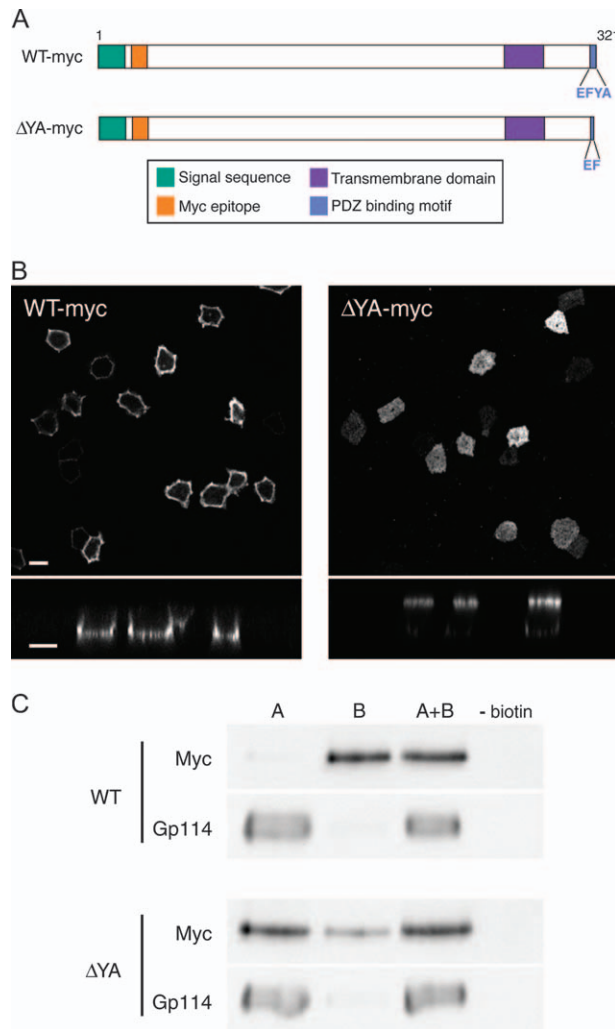 A
1 321
WT-myc
EFYA
ΔYA-myc
EF
Signal sequence Transmembrane domain
Myc epitope PDZ binding motif
B
WT-myc ΔYA-myc
C
A B A+B - biotin
Myc
WT
Gp114
Myc
ΔYA
Gp114